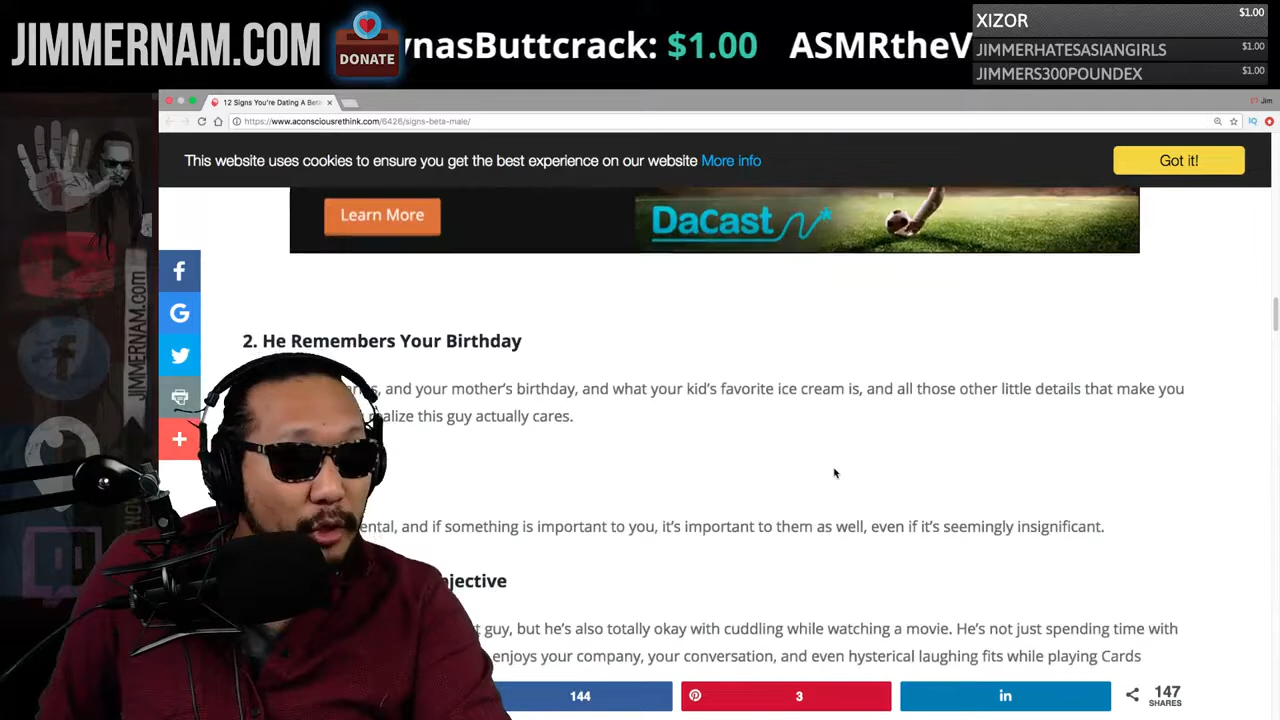 JIMMERNAM.COM
DONATE
ynasButtcrack: $1.00 ASMRtheV
XIZOR $1.00
JIMMERHATESASIANGIRLS $1.00
JIMMERS300POUNDEX $1.00
12 Signs You're Dating A Beta
Jim
https://www.aconsciousrethink.com/6426/signs-beta-male/
This website uses cookies to ensure you get the best experience on our website More info
Got it!
Learn More
DaCast
2. He Remembers Your Birthday
and your mother's birthday, and what your kid's favorite ice cream is, and all those other little details that make you
realize this guy actually cares.
ental, and if something is important to you, it's important to them as well, even if it's seemingly insignificant.
bjective
guy, but he's also totally okay with cuddling while watching a movie. He's not just spending time with
enjoys your company, your conversation, and even hysterical laughing fits while playing Cards
144
3
in
147
SHARES
JIMMERNAM.COM